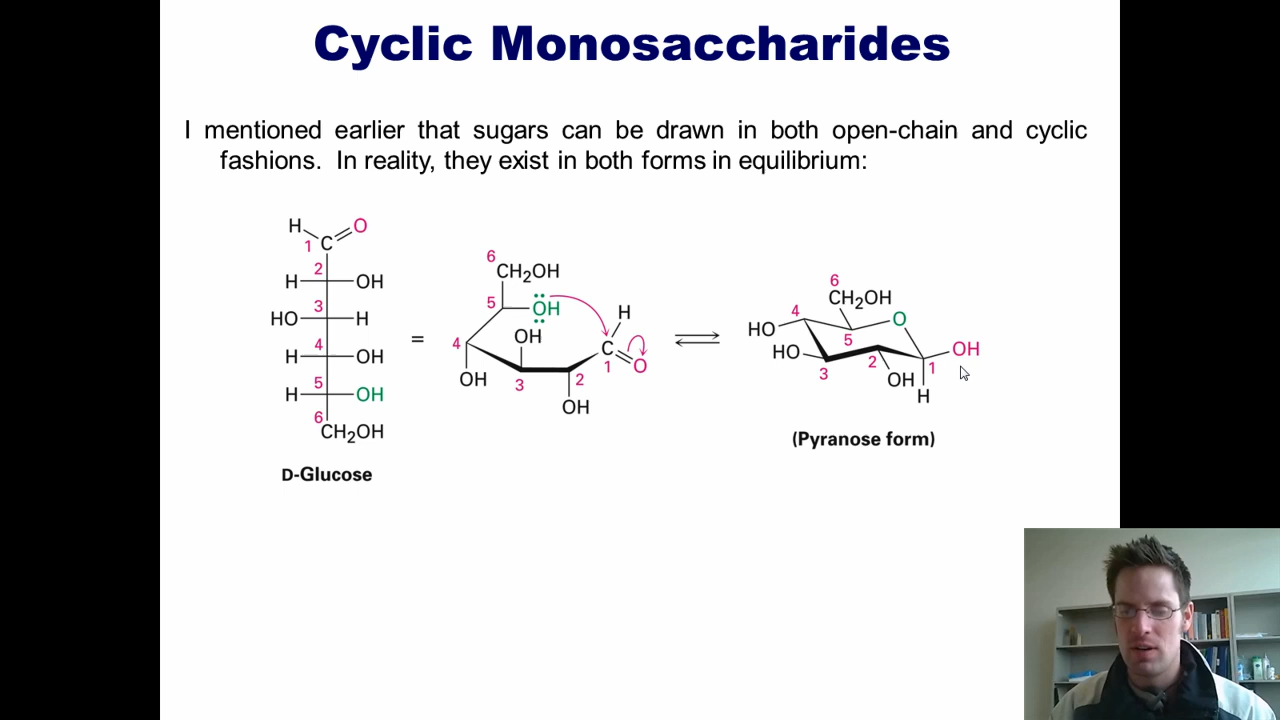 Cyclic Monosaccharides
I mentioned earlier that sugars can be drawn in both open-chain and cyclic
fashions. In reality, they exist in both forms in equilibrium:
H O
1 C
2
H OH
3
HO H
4
H OH
5
H OH
6
CH₂OH
D-Glucose
=
6
CH₂OH
5 OH H
OH
4 C
1 O
OH 3 2
OH
6
CH₂OH
4 O
HO
5 OH
HO 2 1
3 OH
H
(Pyranose form)